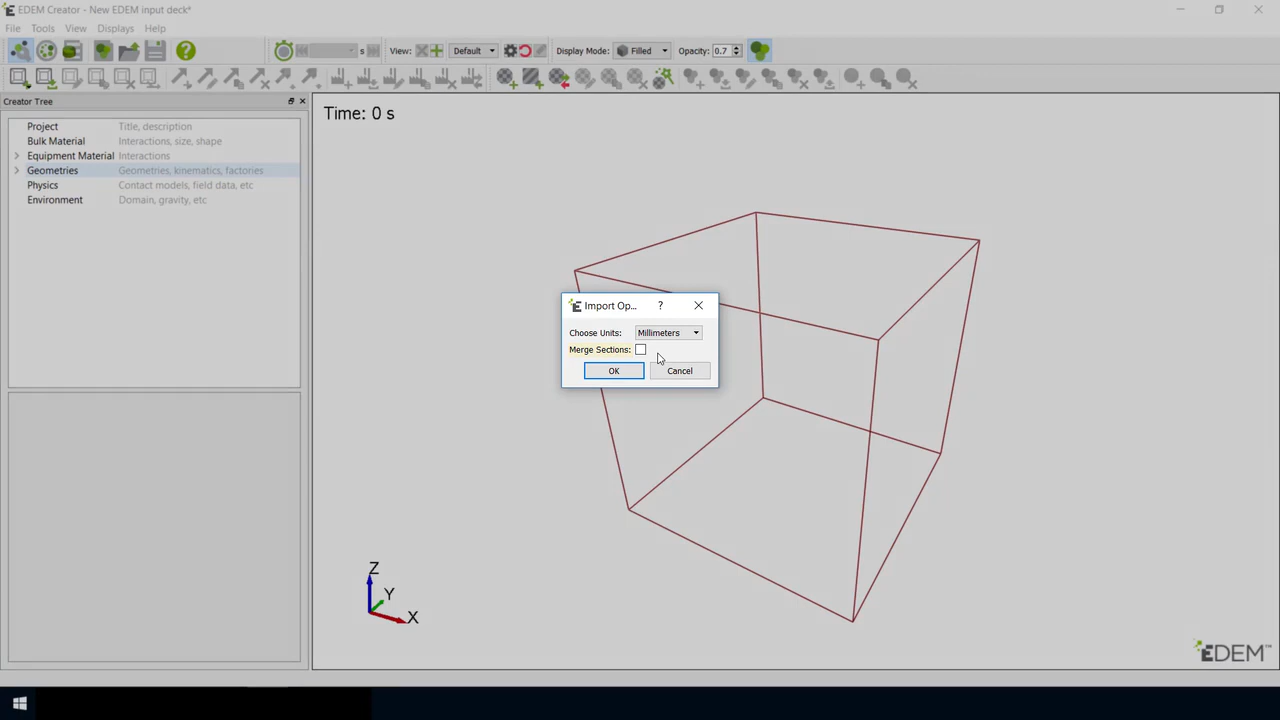 EDEM Creator - New EDEM input deck*
File Tools View Displays Help
s View: Default Display Mode: Filled Opacity: 0.7
Creator Tree
Project Title, description
Bulk Material Interactions, size, shape
Equipment Material Interactions
Geometries Geometries, kinematics, factories
Physics Contact models, field data, etc
Environment Domain, gravity, etc
Time: 0 s
Import Op... ?
Choose Units: Millimeters
Merge Sections:
OK Cancel
Z
Y
X
EDEM™